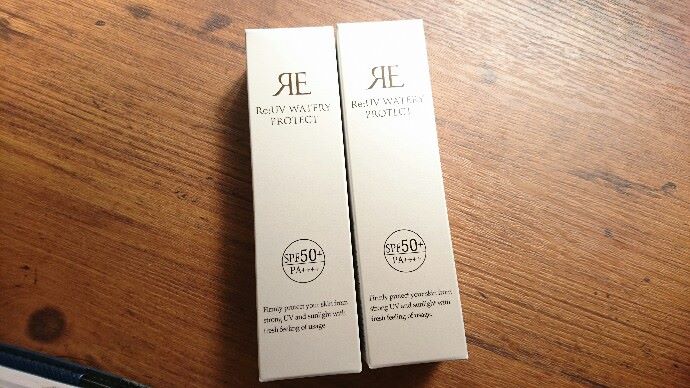 ЯE
Re:UV WATERY
PROTECT
SPF50+
PA++++
Firmly protect your skin from
strong UV and sunlight with
fresh feeling of usage.
ЯE
Re:UV WATERY
PROTECT
SPF50+
PA++++
Firmly protect your skin from
strong UV and sunlight with
fresh feeling of usage.